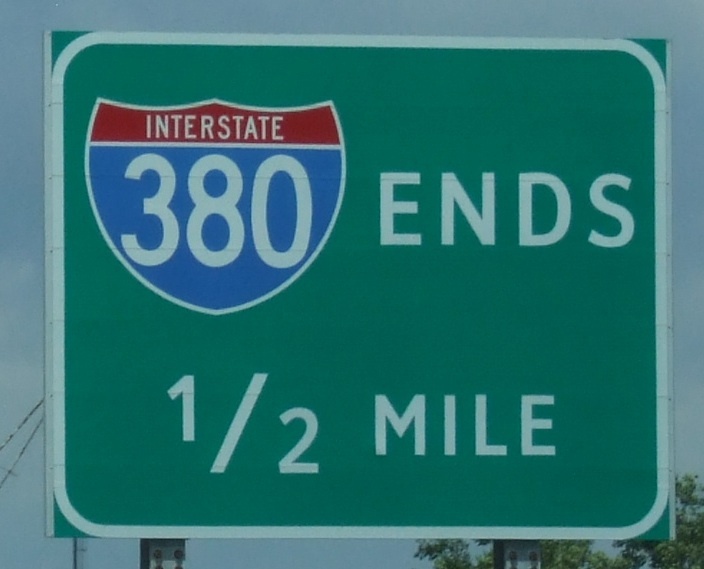 INTERSTATE
380 ENDS
1/2 MILE